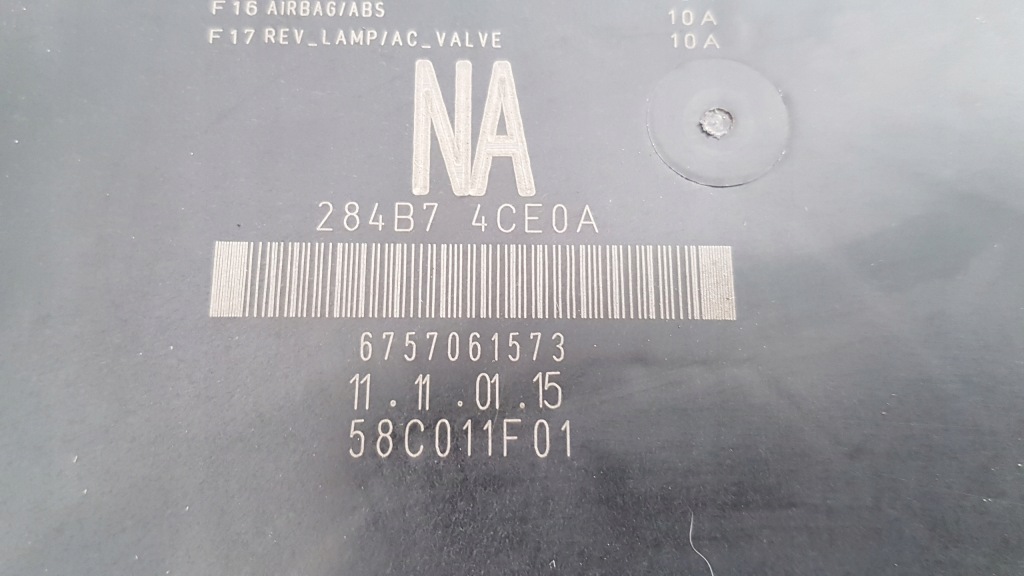 F16 AIRBAG/ABS 10A
F17 REV_LAMP/AC_VALVE 10A
NA
284B7 4CE0A
6757061573
11.11.01.15
58C011F01